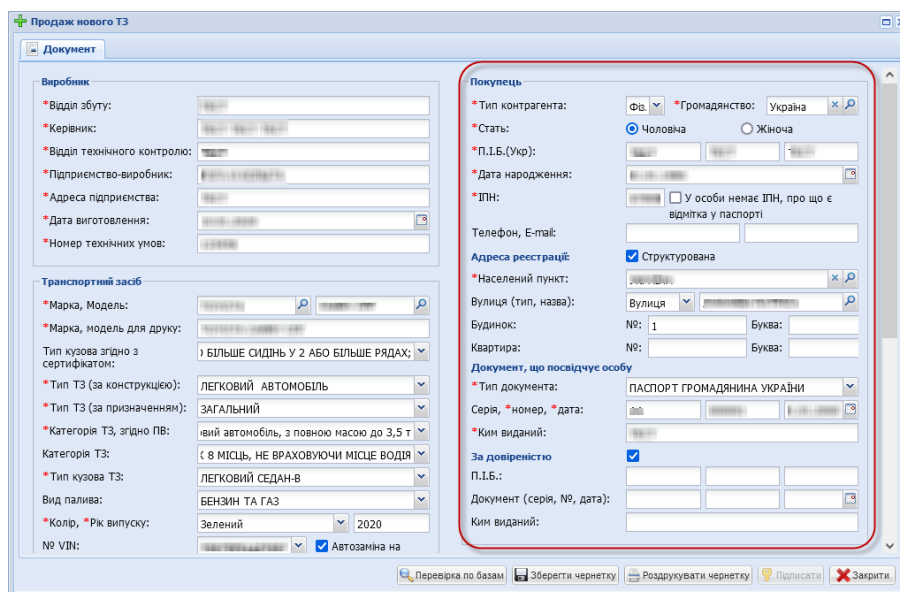 Продаж нового ТЗ
Документ
Виробник
*Відділ збуту:
*Керівник:
*Відділ технічного контролю:
*Підприємство-виробник:
*Адреса підприємства:
*Дата виготовлення:
*Номер технічних умов:
Транспортний засіб
*Марка, Модель:
*Марка, модель для друку:
Тип кузова згідно з сертифікатом: БІЛЬШЕ СИДІНЬ У 2 АБО БІЛЬШЕ РЯДАХ;
*Тип ТЗ (за конструкцією): ЛЕГКОВИЙ АВТОМОБІЛЬ
*Тип ТЗ (за призначенням): ЗАГАЛЬНИЙ
*Категорія ТЗ, згідно ПВ: овий автомобіль, з повною масою до 3,5 т
Категорія ТЗ: 8 МІСЦЬ, НЕ ВРАХОВУЮЧИ МІСЦЕ ВОДІЯ
*Тип кузова ТЗ: ЛЕГКОВИЙ СЕДАН-В
Вид палива: БЕНЗИН ТА ГАЗ
*Колір, *Рік випуску: Зелений 2020
№ VIN: Автозаміна на
Покупець
*Тип контрагента: Фіз. *Громадянство: Україна
*Стать: Чоловіча Жіноча
*П.І.Б.(Укр):
*Дата народження:
*ІПН: У особи немає ІПН, про що є
відмітка у паспорті
Телефон, E-mail:
Адреса реєстрації: Структурована
*Населений пункт:
Вулиця (тип, назва): Вулиця
Будинок: №: 1 Буква:
Квартира: №: Буква:
Документ, що посвідчує особу
*Тип документа: ПАСПОРТ ГРОМАДЯНИНА УКРАЇНИ
Серія, *номер, *дата:
*Ким виданий:
За довіреністю
П.І.Б.:
Документ (серія, №, дата):
Ким виданий:
Перевірка по базам Зберегти чернетку Роздрукувати чернетку Підписати Закрити